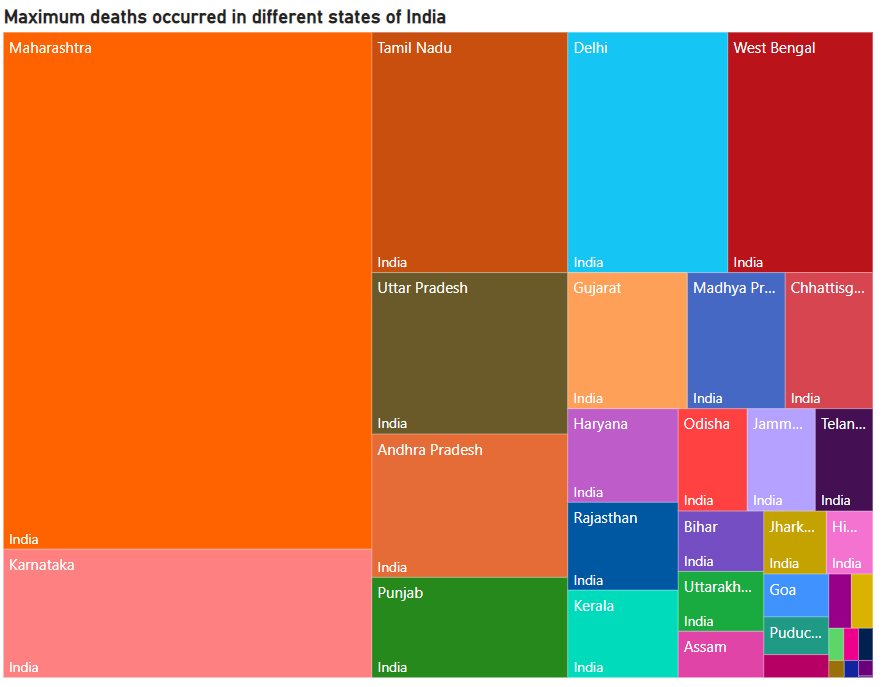 Maximum deaths occurred in different states of India
Maharashtra
India
Karnataka
India
Tamil Nadu
India
Uttar Pradesh
India
Andhra Pradesh
India
Punjab
India
Delhi
India
West Bengal
India
Gujarat
India
Madhya Pr...
India
Chhattisg...
India
Haryana
India
Rajasthan
India
Kerala
India
Odisha
India
Jamm...
India
Telan...
India
Bihar
India
Uttarakh...
India
Assam
Jhark...
India
Hi...
India
Goa
Puduc...